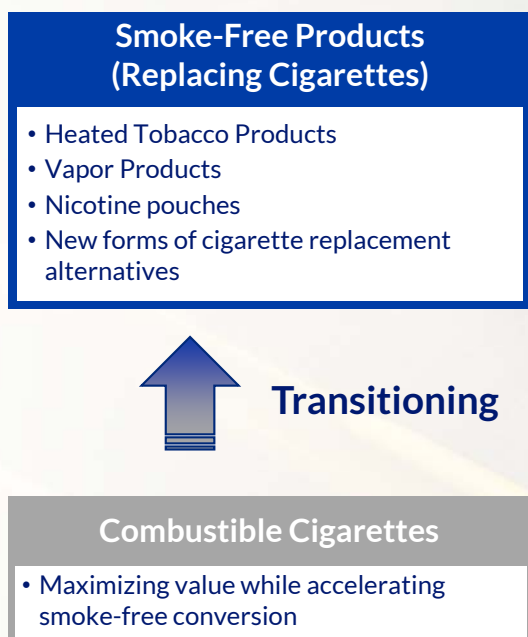 Smoke-Free Products
(Replacing Cigarettes)
• Heated Tobacco Products
• Vapor Products
• Nicotine pouches
• New forms of cigarette replacement
alternatives
Transitioning
Combustible Cigarettes
• Maximizing value while accelerating
smoke-free conversion